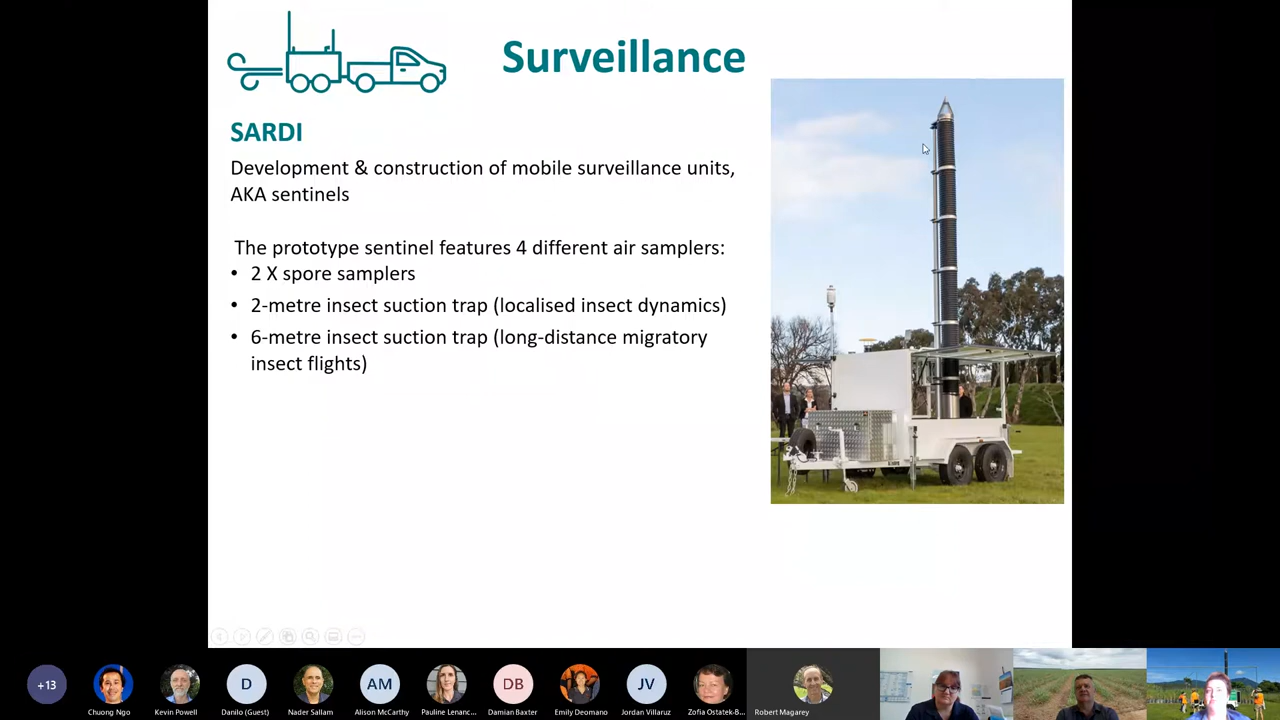 Surveillance
SARDI
Development & construction of mobile surveillance units,
AKA sentinels
The prototype sentinel features 4 different air samplers:
• 2 X spore samplers
• 2-metre insect suction trap (localised insect dynamics)
• 6-metre insect suction trap (long-distance migratory
insect flights)
+13
D
AM
DB
JV
Chuong Ngo
Kevin Powell
Danilo (Guest)
Nader Sallam
Alison McCarthy
Pauline Lenanc...
Damian Baxter
Emily Deomano
Jordan Villaruz
Zofia Ostatek-B...
Robert Magarey